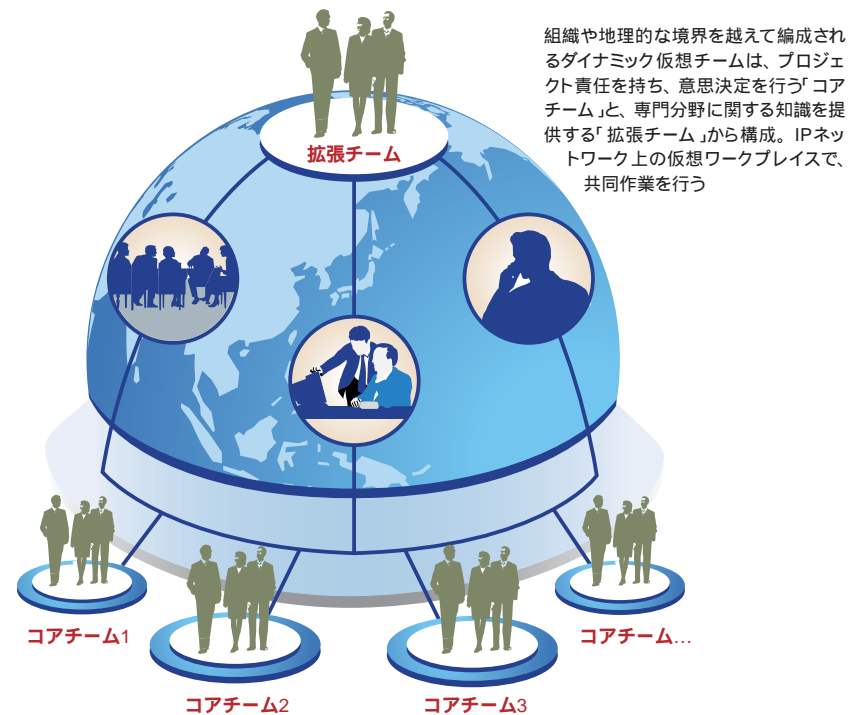 組織や地理的な境界を越えて編成され
るダイナミック仮想チームは、プロジェ
クト責任を持ち、意思決定を行う「コア
チーム」と、専門分野に関する知識を提
供する「拡張チーム」から構成。IPネッ
トワーク上の仮想ワークプレイスで、
共同作業を行う
拡張チーム
コアチーム1
コアチーム2
コアチーム3
コアチーム…